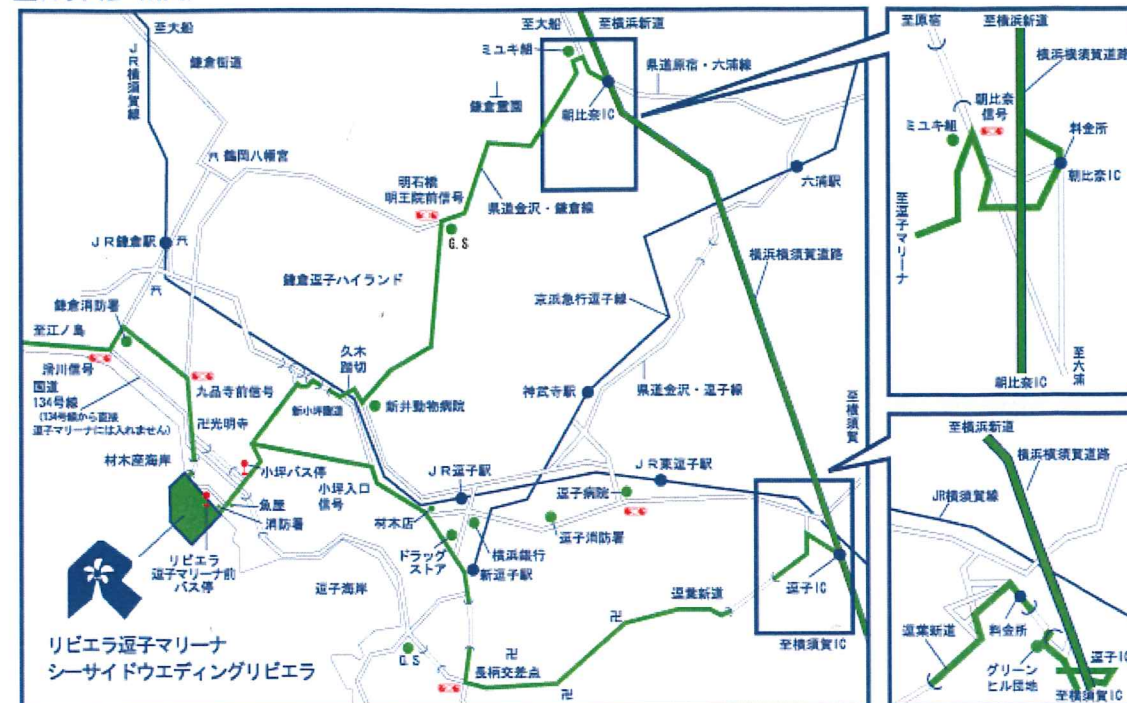 至大船
JR横須賀線
鎌倉街道
鶴岡八幡宮
JR鎌倉駅
鎌倉消防署
至江ノ島
滑川信号
国道
134号線
(134号線から直接
逗子マリーナには入れません)
九品寺前信号
卍光明寺
材木座海岸
小坪バス停
魚屋
消防署
小坪入口
信号
リビエラ
逗子マリーナ前
バス停
リビエラ逗子マリーナ
シーサイドウエディングリビエラ
至大船
至横浜新道
ミユキ組
鎌倉霊園
朝比奈IC
県道原宿・六浦線
六浦駅
明石橋
明王院前信号
県道金沢・鎌倉線
G.S
鎌倉逗子ハイランド
横浜横須賀道路
京浜急行逗子線
久木
踏切
新小坪隧道
新井動物病院
神武寺駅
県道金沢・逗子線
至横須賀
JR逗子駅
JR東逗子駅
逗子病院
材木店
ドラッグ
ストア
横浜銀行
新逗子駅
逗子消防署
逗子海岸
逗葉新道
逗子IC
至横須賀IC
G.S
長柄交差点
卍
卍
卍
至原宿
至横浜新道
横浜横須賀道路
朝比奈
信号
ミユキ組
料金所
朝比奈IC
至逗子マリーナ
朝比奈IC
至六浦
至横浜新道
横浜横須賀道路
JR横須賀線
逗葉新道
料金所
グリーン
ヒル団地
逗子IC
至横須賀IC